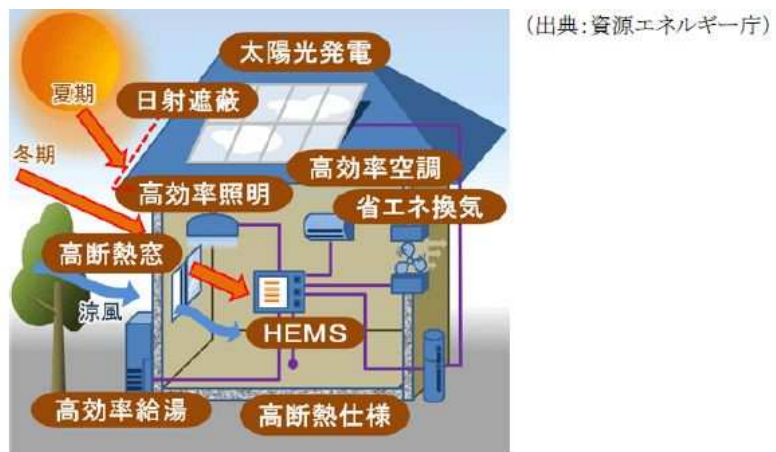 (出典:資源エネルギー庁)
太陽光発電
夏期
日射遮蔽
冬期
高効率空調
高効率照明
省エネ換気
高断熱窓
涼風
HEMS
高効率給湯
高断熱仕様